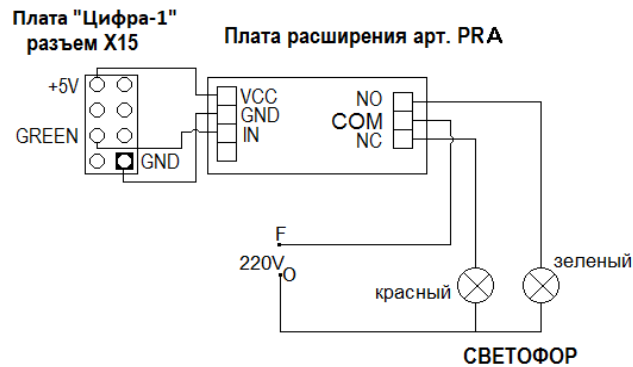 Плата "Цифра-1"
разъем X15
Плата расширения арт. PRA
+5V
GREEN
GND
VCC
GND
IN
NO
COM
NC
F
220V
O
красный
зеленый
СВЕТОФОР